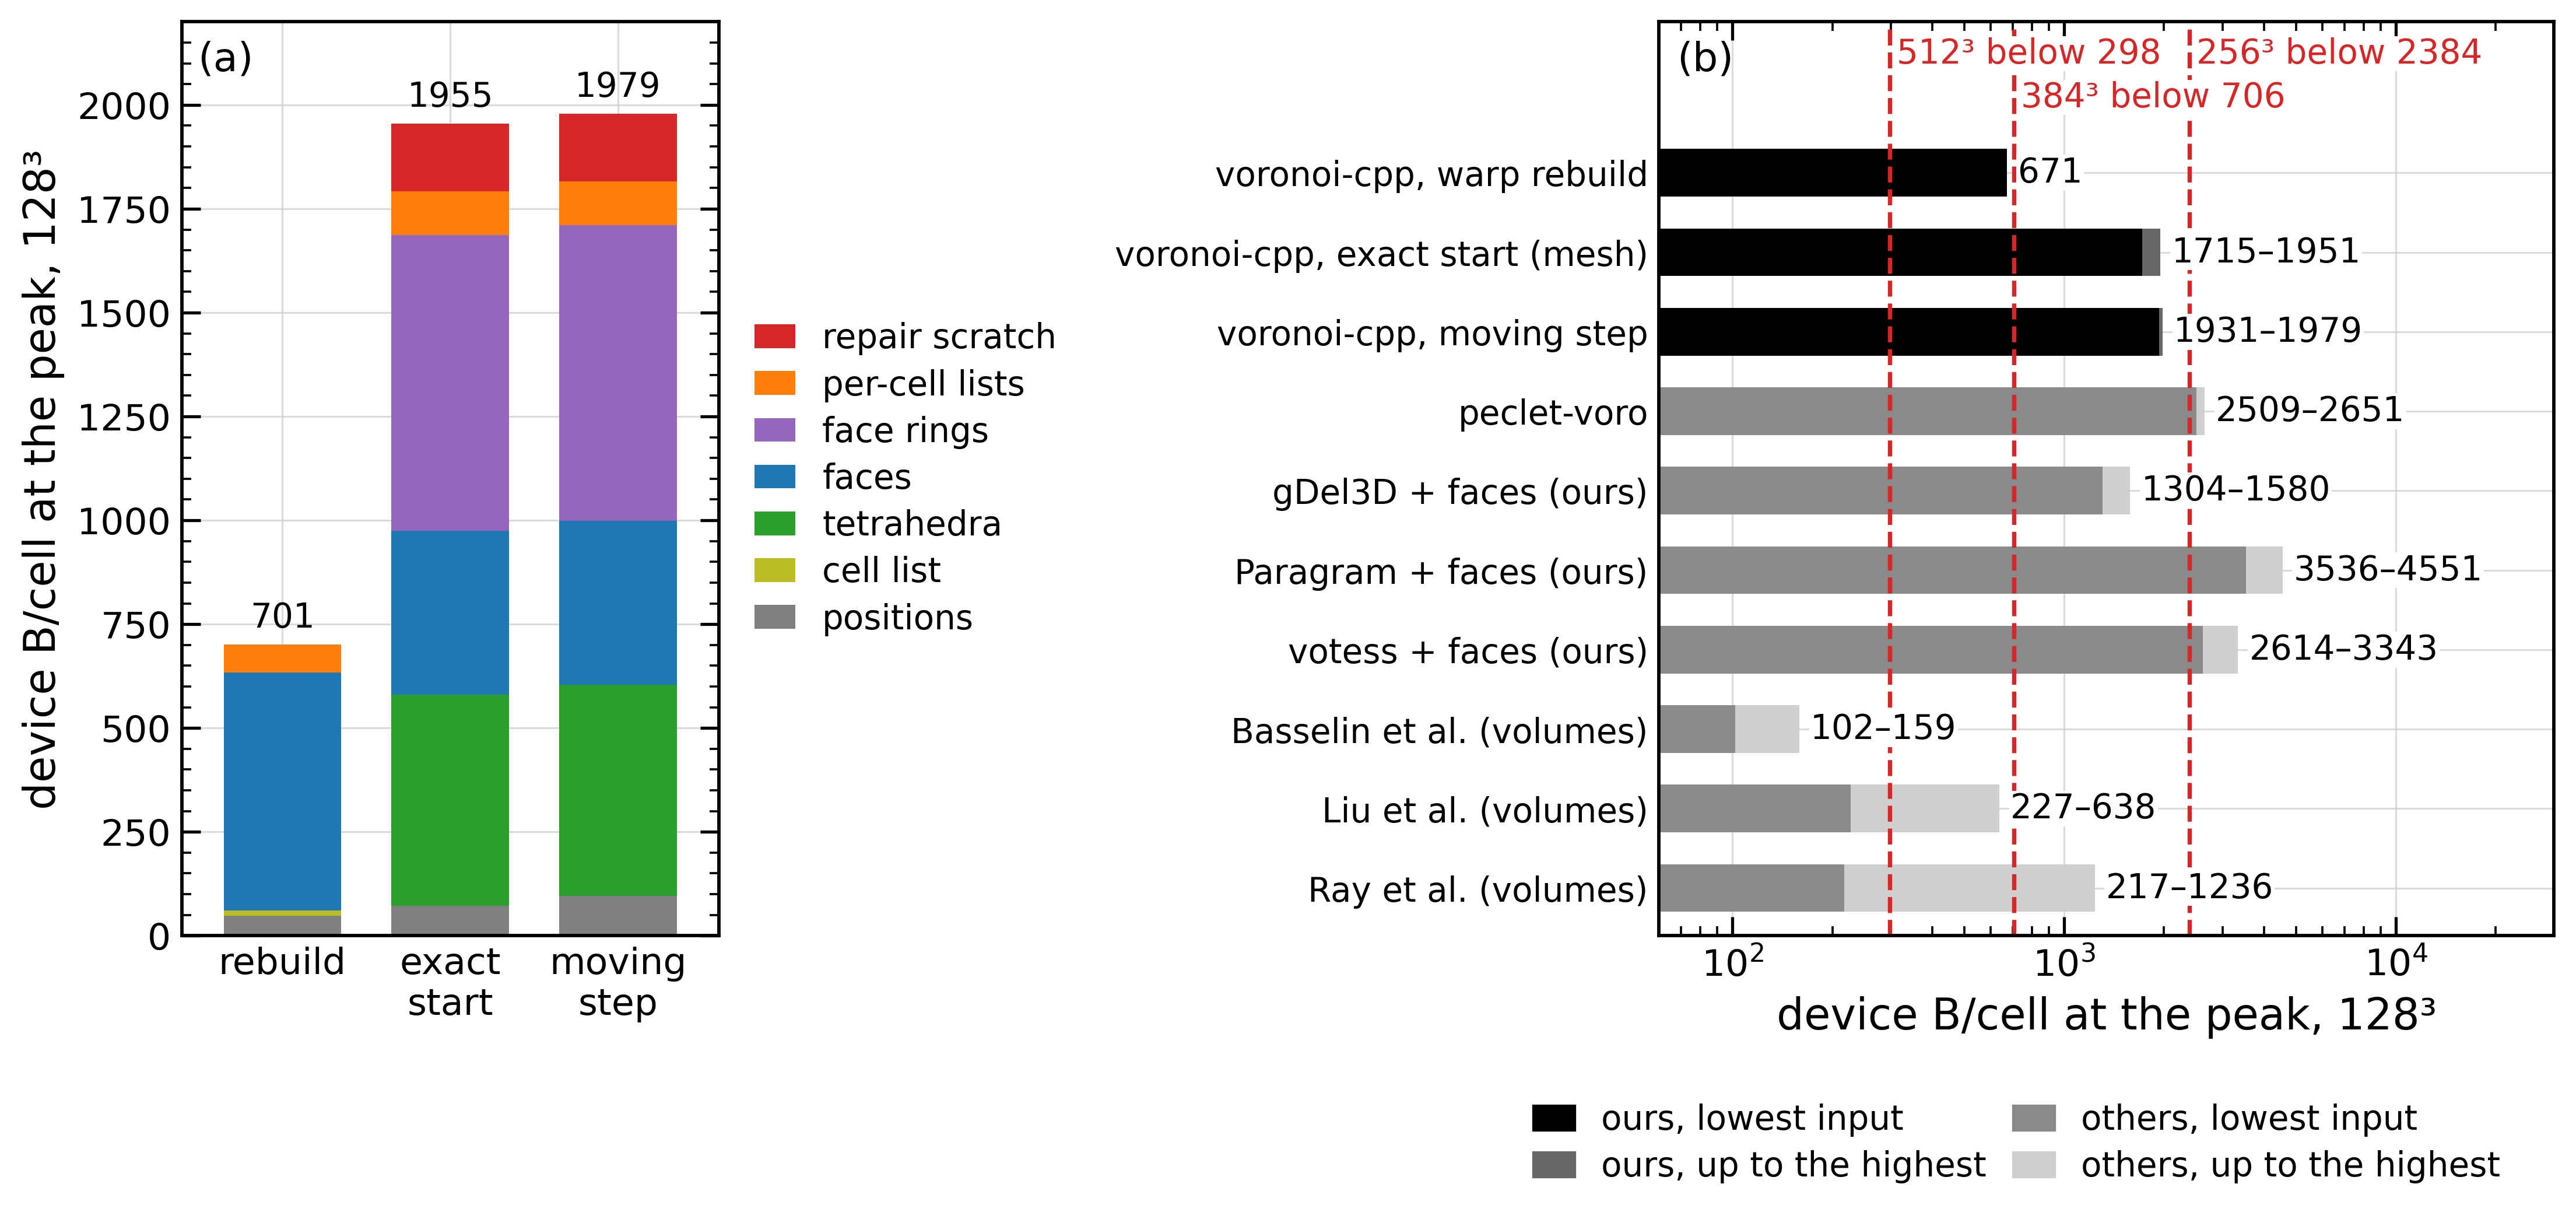 (a)
device B/cell at the peak, 128³
2000
1750
1500
1250
1000
750
500
250
0
701
1955
1979
rebuild
exact
start
moving
step
repair scratch
per-cell lists
face rings
faces
tetrahedra
cell list
positions
(b)
512³ below 298
256³ below 2384
384³ below 706
voronoi-cpp, warp rebuild
671
voronoi-cpp, exact start (mesh)
1715–1951
voronoi-cpp, moving step
1931–1979
peclet-voro
2509–2651
gDel3D + faces (ours)
1304–1580
Paragram + faces (ours)
3536–4551
votess + faces (ours)
2614–3343
Basselin et al. (volumes)
102–159
Liu et al. (volumes)
227–638
Ray et al. (volumes)
217–1236
10² 10³ 10⁴
device B/cell at the peak, 128³
ours, lowest input
ours, up to the highest
others, lowest input
others, up to the highest